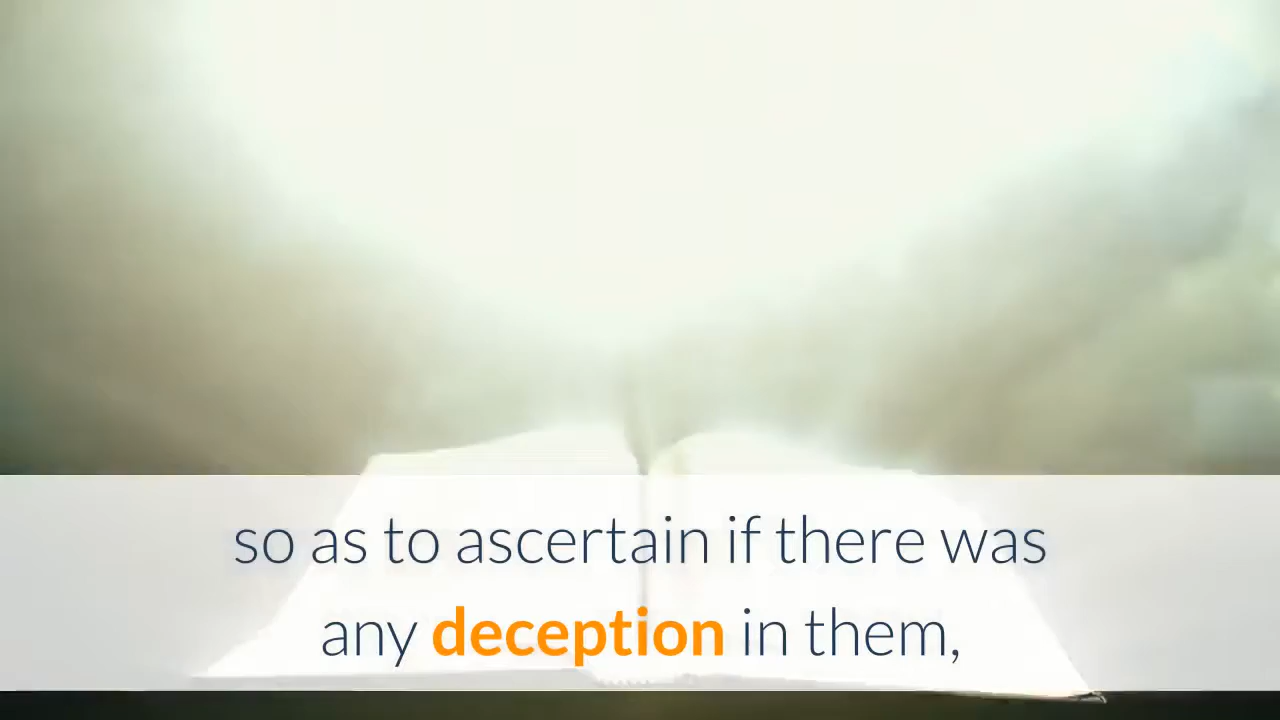 so as to ascertain if there was
any deception in them,